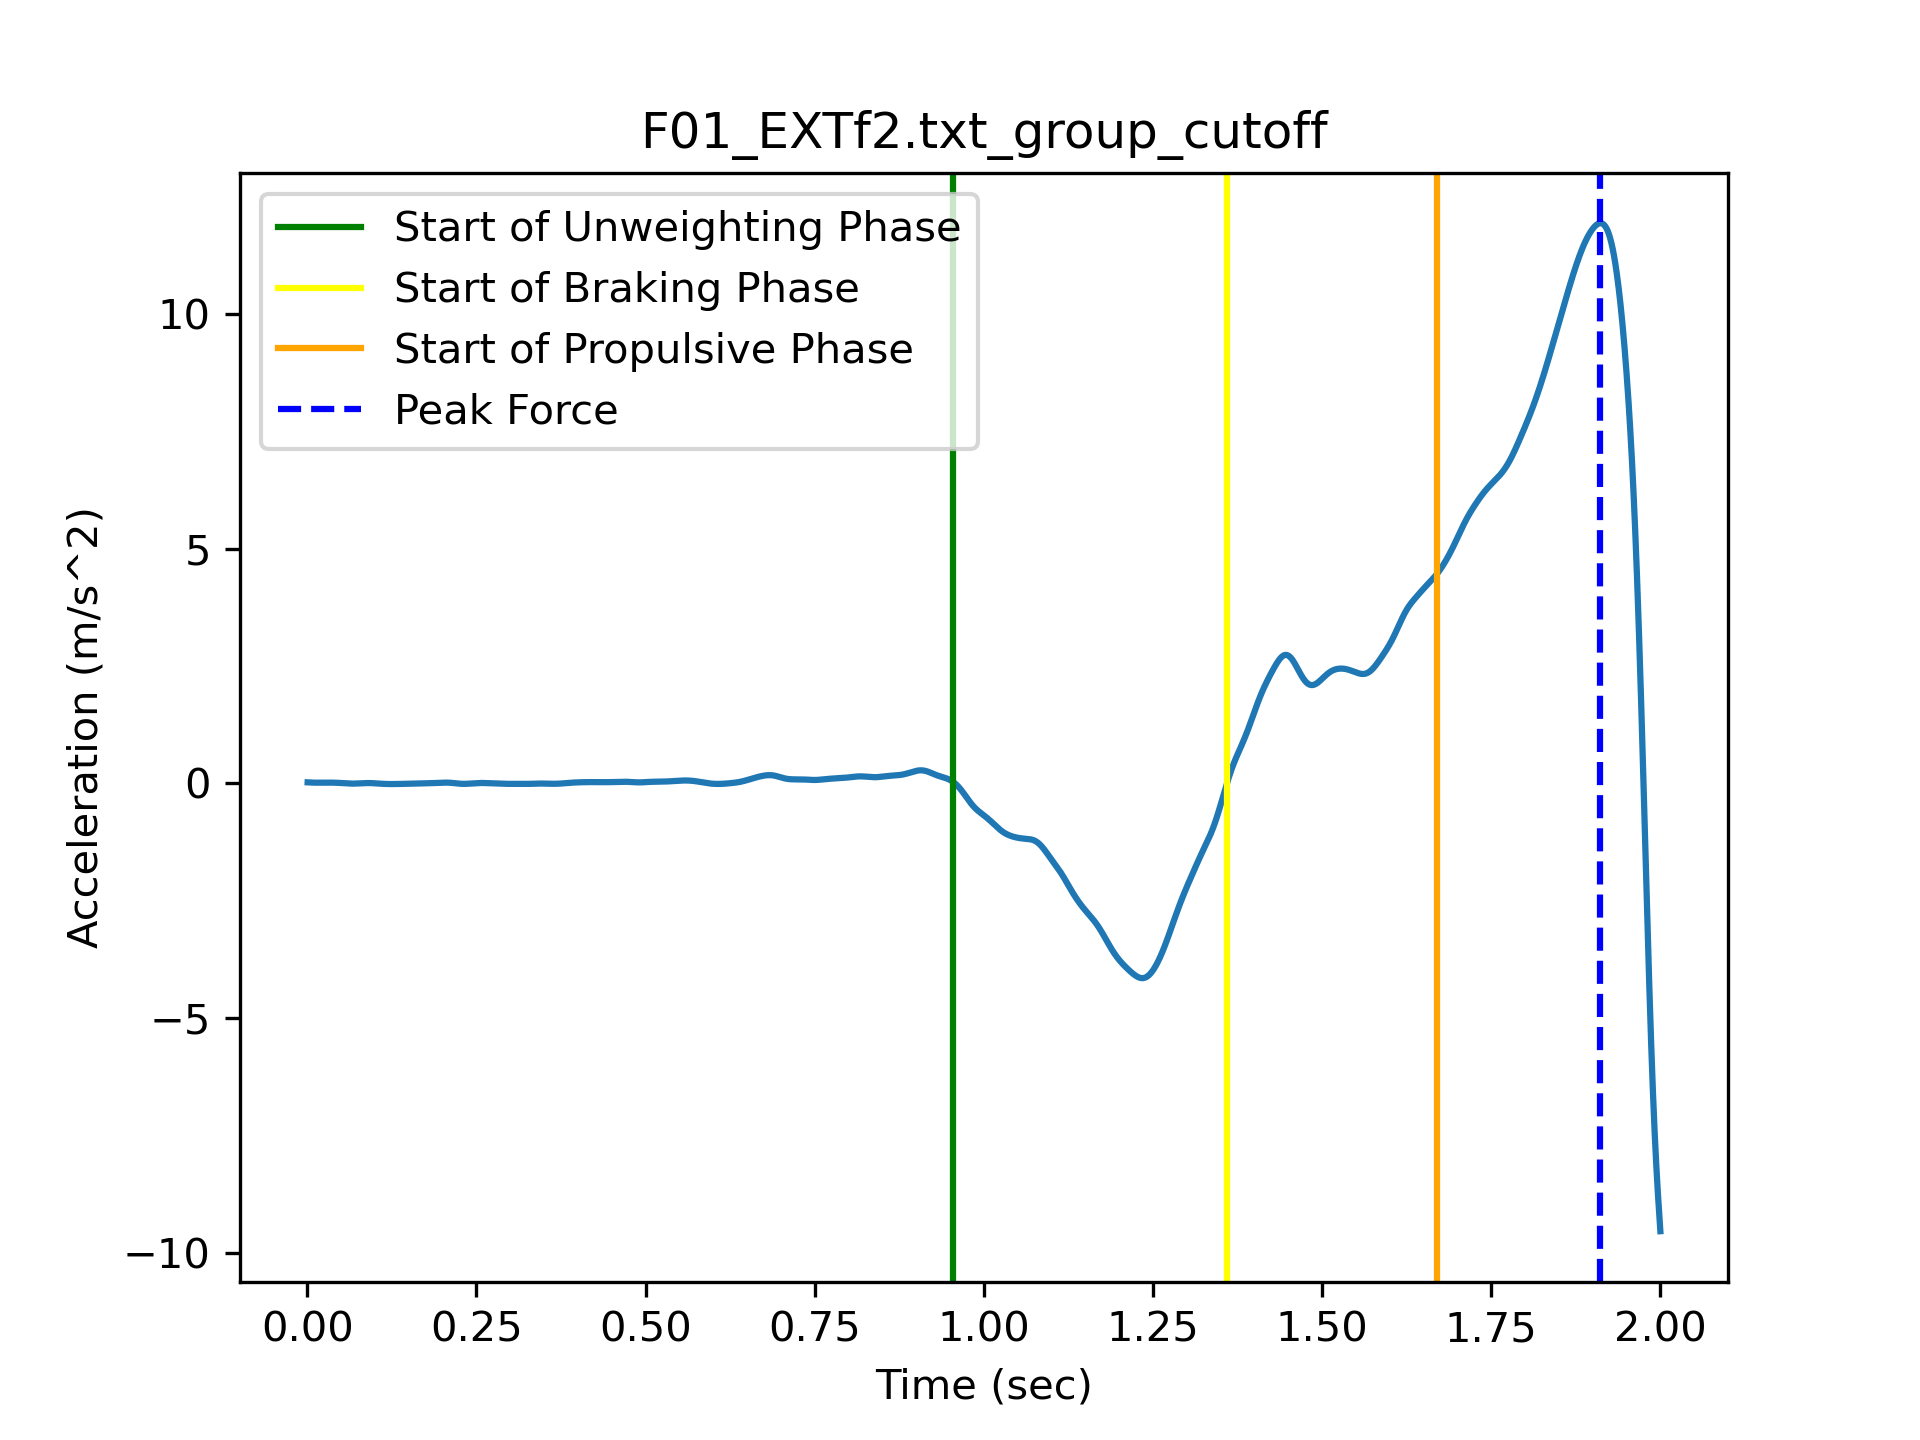 F01_EXTf2.txt_group_cutoff
Start of Unweighting Phase
Start of Braking Phase
Start of Propulsive Phase
Peak Force
10
5
0
−5
−10
Acceleration (m/s^2)
0.00 0.25 0.50 0.75 1.00 1.25 1.50 1.75 2.00
Time (sec)